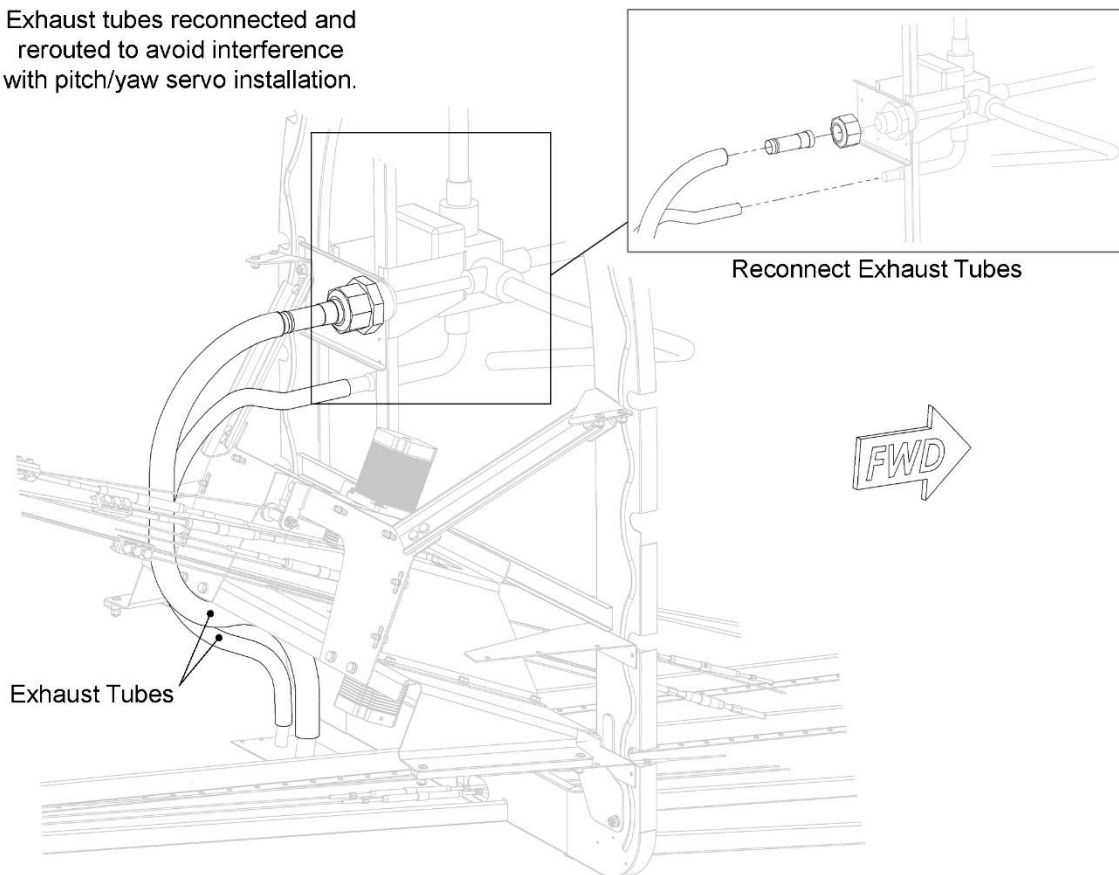 Exhaust tubes reconnected and
rerouted to avoid interference
with pitch/yaw servo installation.
Reconnect Exhaust Tubes
FWD
Exhaust Tubes